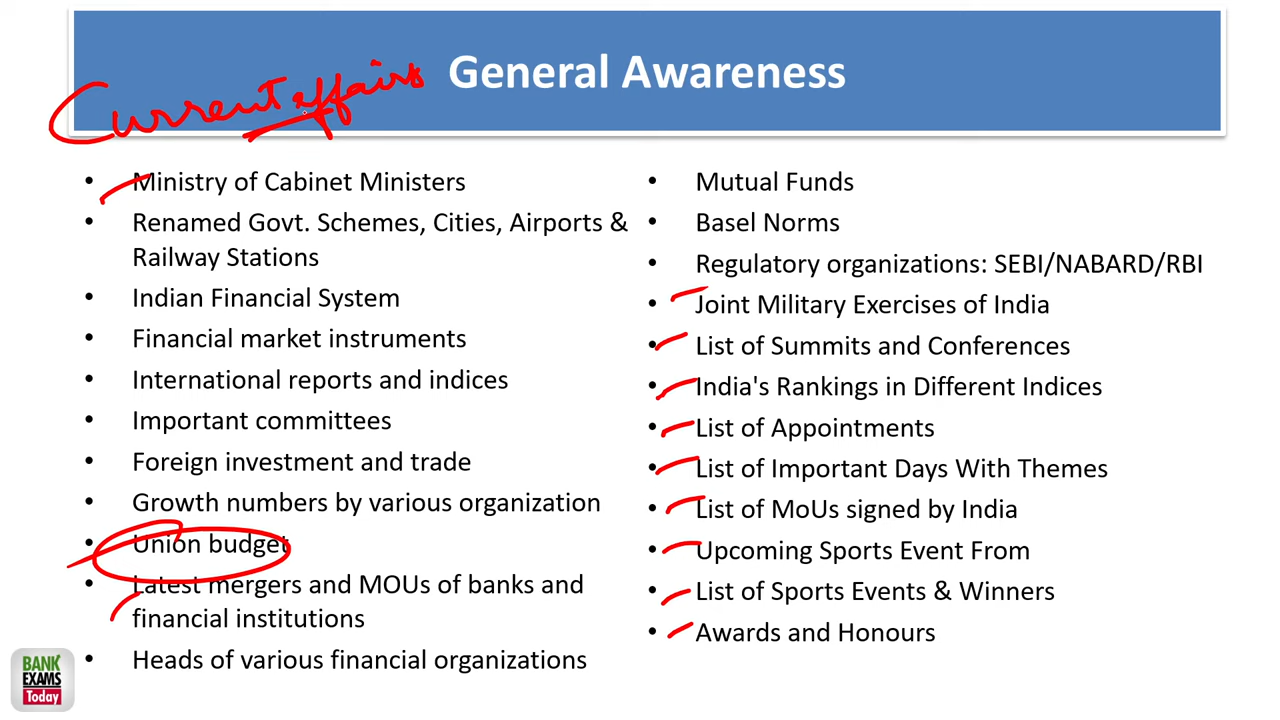 General Awareness
Current affairs
• Ministry of Cabinet Ministers
• Renamed Govt. Schemes, Cities, Airports &
Railway Stations
• Indian Financial System
• Financial market instruments
• International reports and indices
• Important committees
• Foreign investment and trade
• Growth numbers by various organization
• Union budget
• Latest mergers and MOUs of banks and
financial institutions
• Heads of various financial organizations
• Mutual Funds
• Basel Norms
• Regulatory organizations: SEBI/NABARD/RBI
• Joint Military Exercises of India
• List of Summits and Conferences
• India's Rankings in Different Indices
• List of Appointments
• List of Important Days With Themes
• List of MoUs signed by India
• Upcoming Sports Event From
• List of Sports Events & Winners
• Awards and Honours
BANK
EXAMS
Today